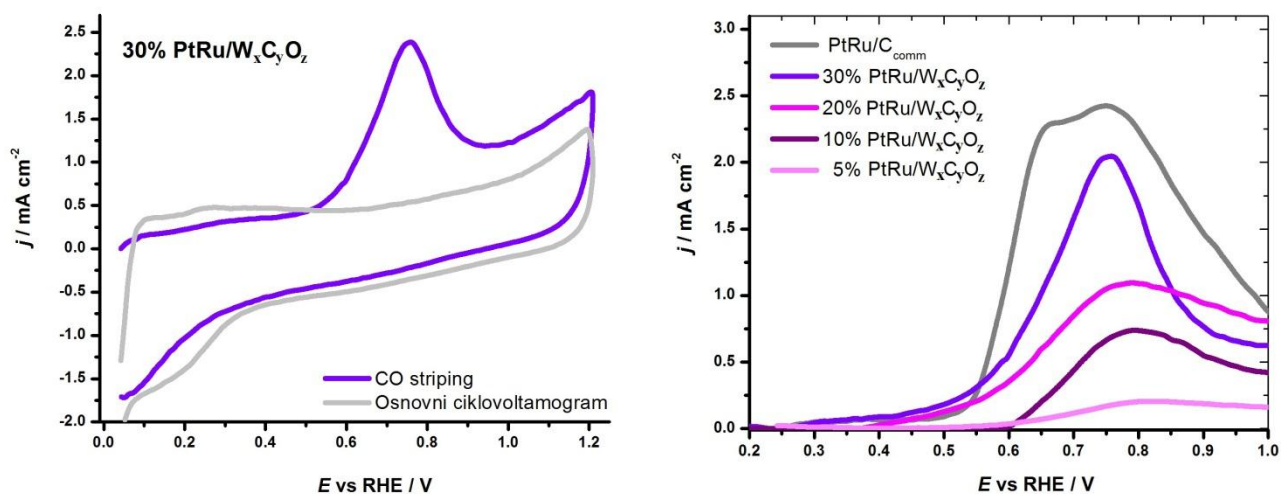 30% PtRu/WxCyOz
j / mA cm-2
2.5
2.0
1.5
1.0
0.5
0.0
-0.5
-1.0
-1.5
-2.0
CO striping
Osnovni ciklovoltamogram
0.0 0.2 0.4 0.6 0.8 1.0 1.2
E vs RHE / V
j / mA cm-2
3.0
2.5
2.0
1.5
1.0
0.5
0.0
PtRu/Ccomm
30% PtRu/WxCyOz
20% PtRu/WxCyOz
10% PtRu/WxCyOz
5% PtRu/WxCyOz
0.2 0.3 0.4 0.5 0.6 0.7 0.8 0.9 1.0
E vs RHE / V